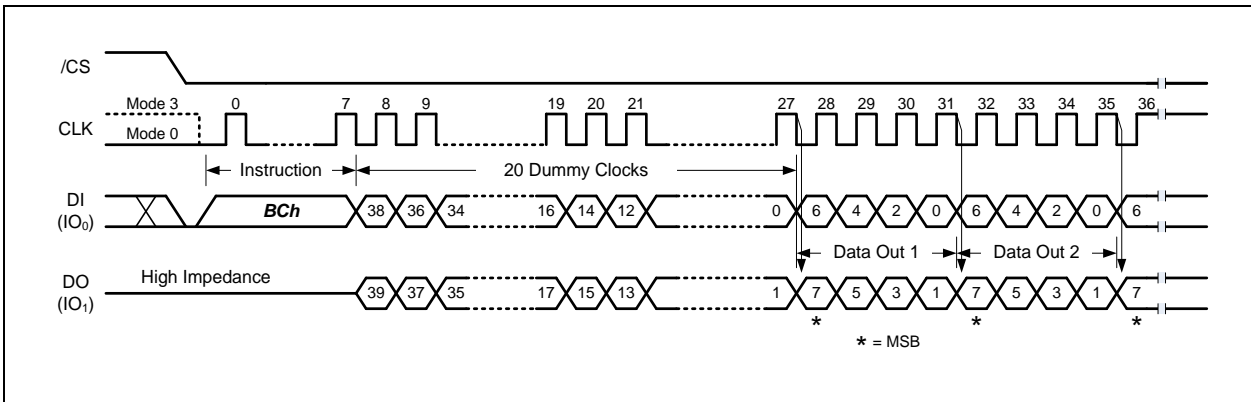 /CS
Mode 3 0 7 8 9 19 20 21 27 28 29 30 31 32 33 34 35 36
CLK
Mode 0
Instruction 20 Dummy Clocks
DI
(IO₀)
BCh 38 36 34 16 14 12 0 6 4 2 0 6 4 2 0 6
Data Out 1 Data Out 2
High Impedance
DO
(IO₁)
39 37 35 17 15 13 1 7 5 3 1 7 5 3 1 7
* * *
* = MSB